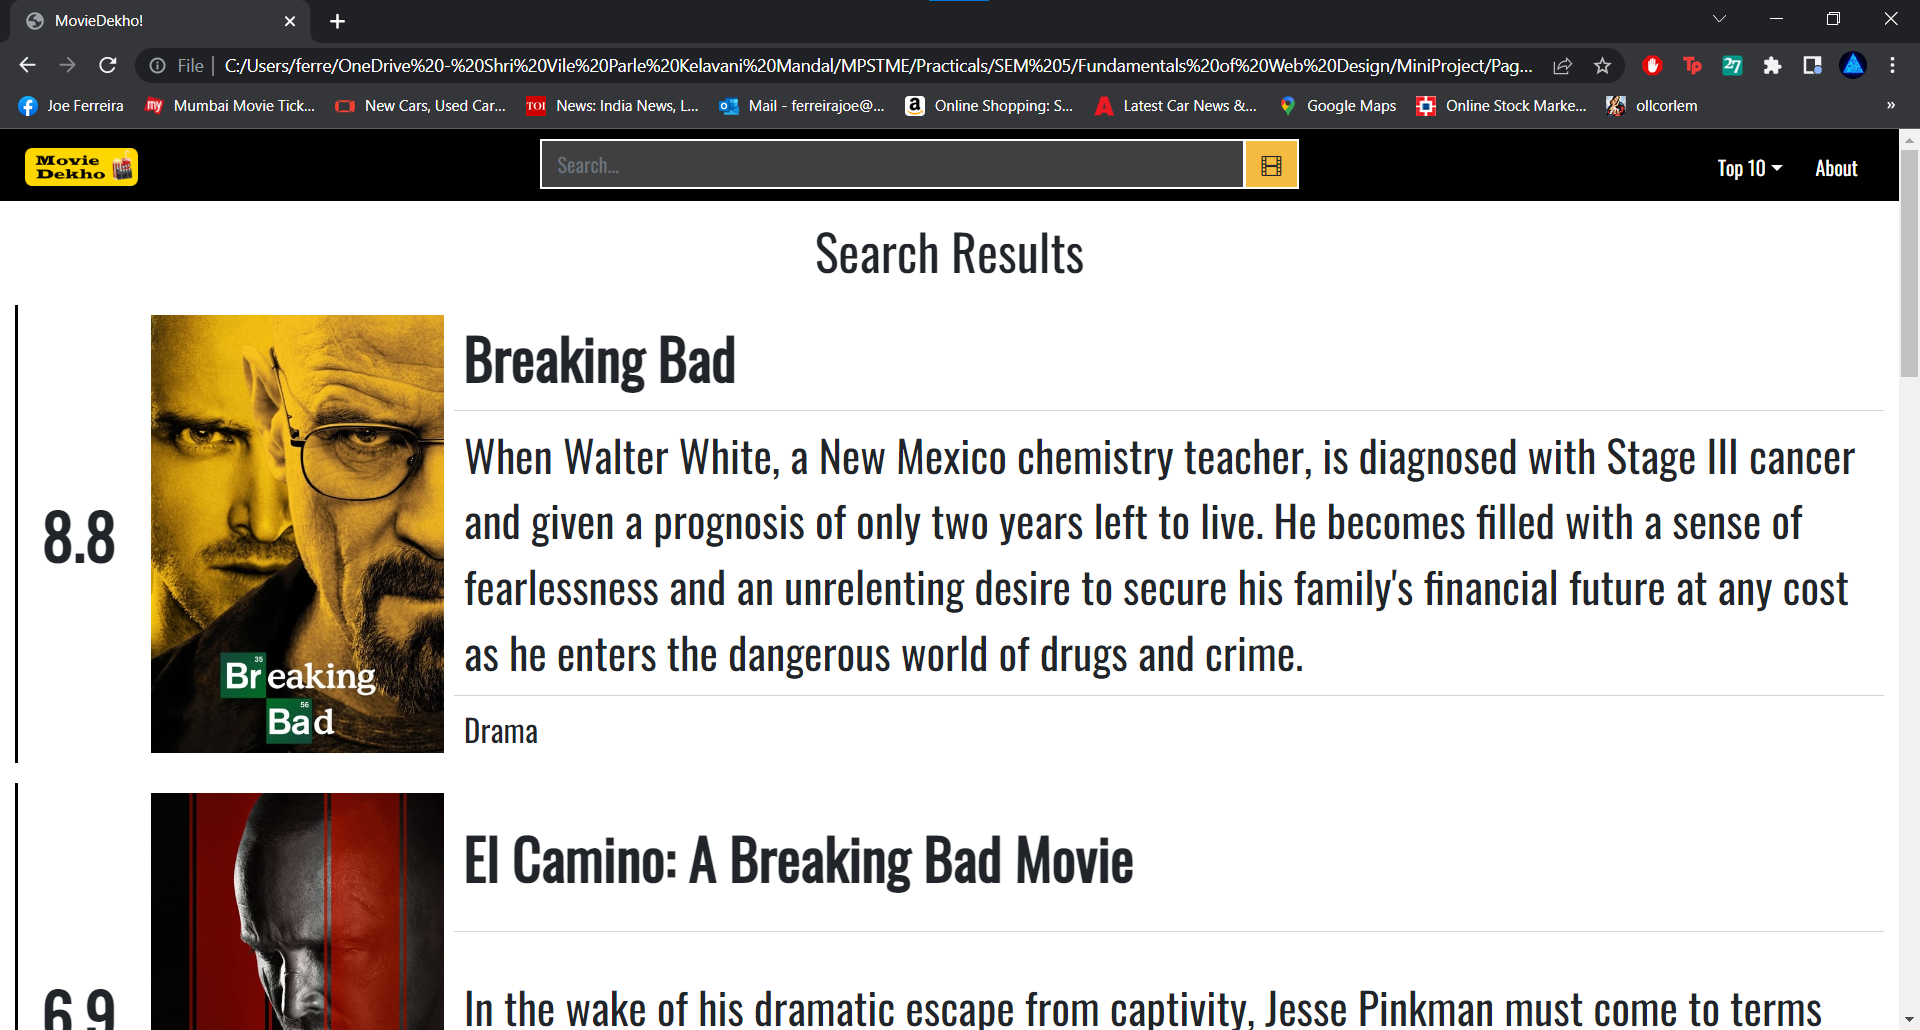 MovieDekho!
File
C:/Users/ferre/OneDrive%20-%20Shri%20Vile%20Parle%20Kelavani%20Mandal/MPSTME/Practicals/SEM%205/Fundamentals%20of%20Web%20Design/MiniProject/Pag...
Tp
27
Joe Ferreira
my Mumbai Movie Tick...
New Cars, Used Car...
TOI News: India News, L...
Mail - ferreirajoe@...
a Online Shopping: S...
Latest Car News &...
Google Maps
Online Stock Marke...
ollcorlem
»
Movie
Dekho
Search...
Top 10
About
Search Results
8.8
35
Breaking
56
Bad
Breaking Bad
When Walter White, a New Mexico chemistry teacher, is diagnosed with Stage III cancer
and given a prognosis of only two years left to live. He becomes filled with a sense of
fearlessness and an unrelenting desire to secure his family's financial future at any cost
as he enters the dangerous world of drugs and crime.
Drama
6.9
El Camino: A Breaking Bad Movie
In the wake of his dramatic escape from captivity, Jesse Pinkman must come to terms